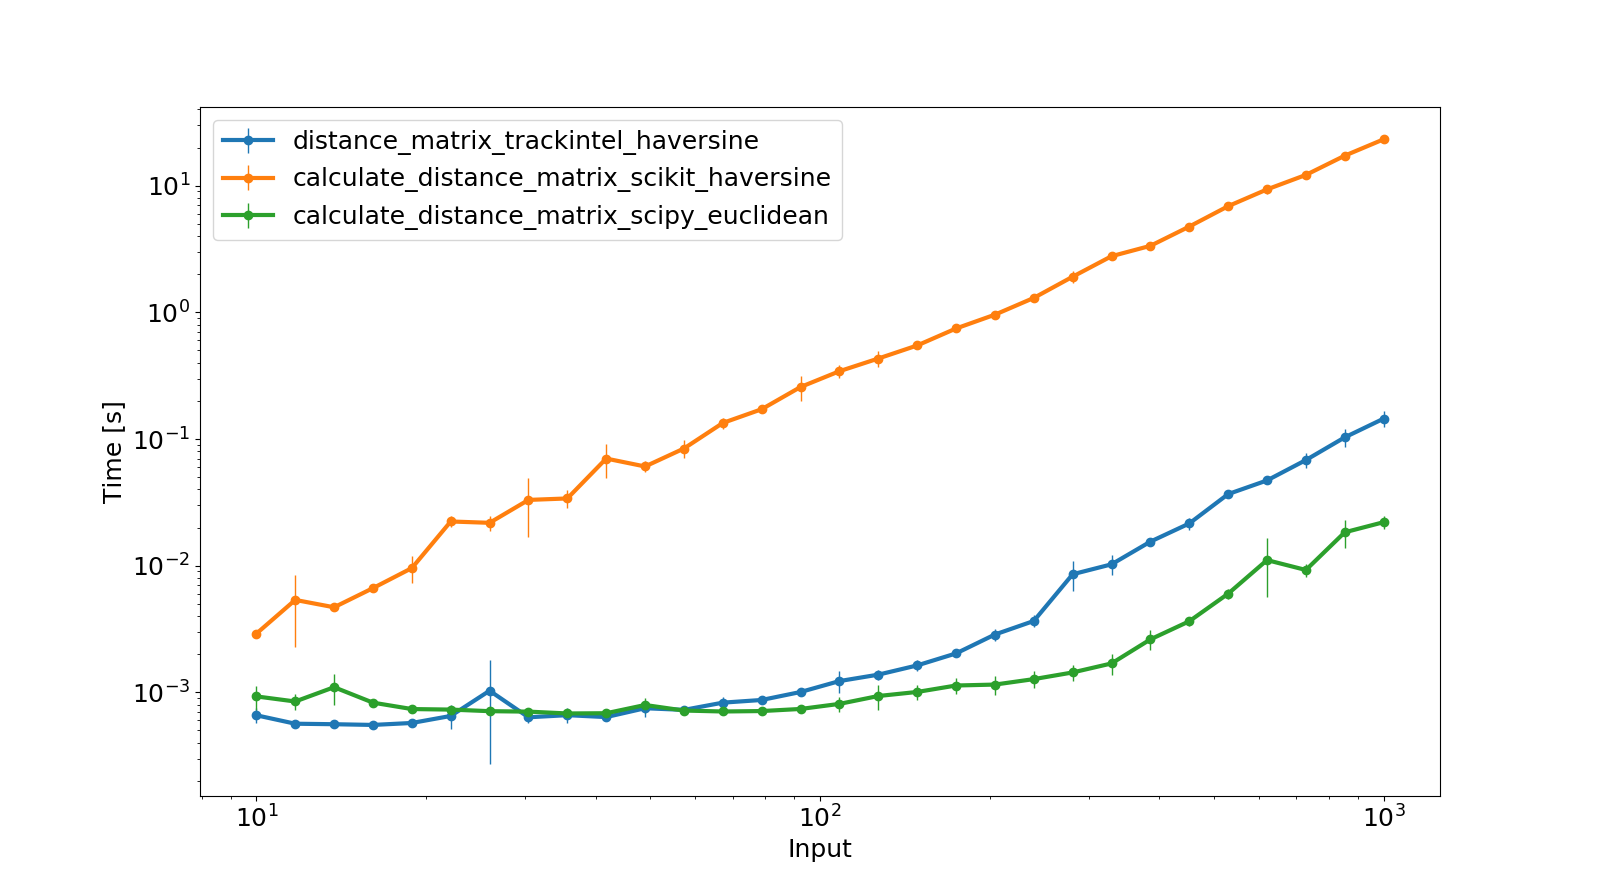 distance_matrix_trackintel_haversine
calculate_distance_matrix_scikit_haversine
calculate_distance_matrix_scipy_euclidean
10¹
10⁰
10⁻¹
10⁻²
10⁻³
Time [s]
10¹ 10² 10³
Input